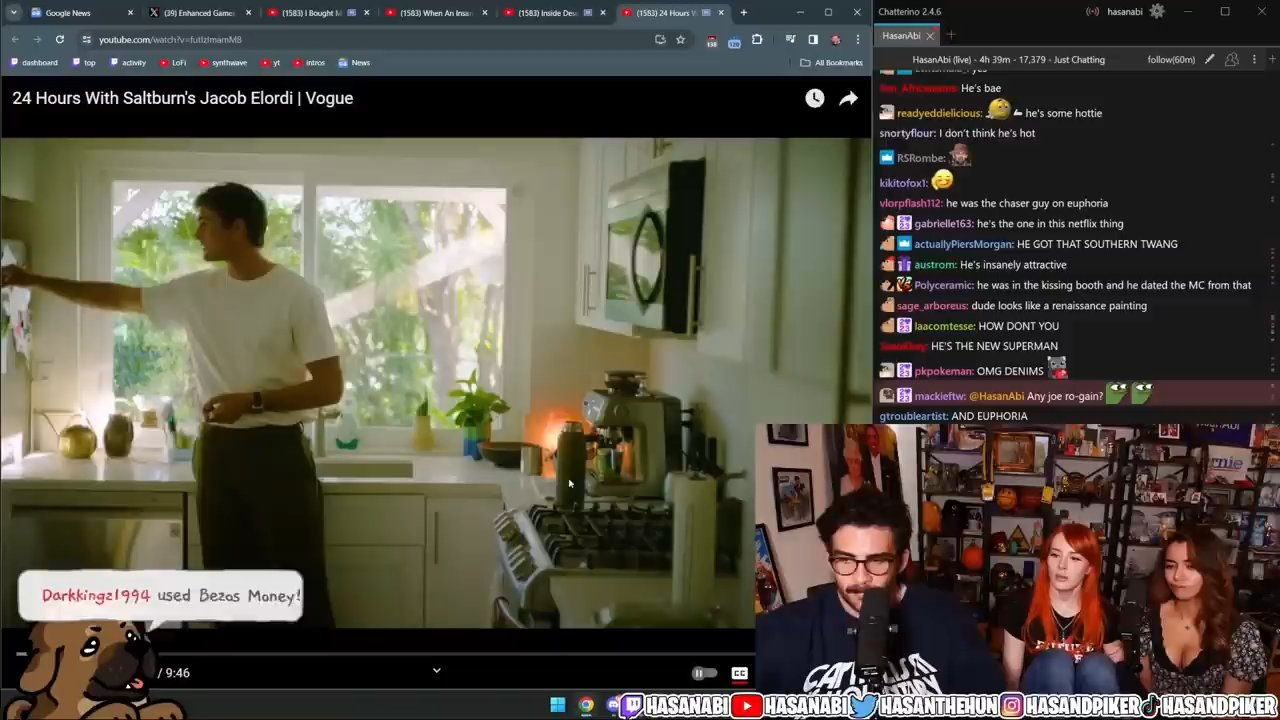 Google News
(39) Enhanced Game
(1583) I Bought M
(1583) When An Insan
(1583) Inside Des
(1583) 24 Hours W
youtube.com/watch?v=futIzImamM8
dashboard
top
activity
LoFi
synthwave
yt
intros
News
All Bookmarks
24 Hours With Saltburn's Jacob Elordi | Vogue
Darkkingz1994 used Bezos Money!
/ 9:46
CC
Chatterino 2.4.6
hasanabi
HasanAbi
HasanAbi (live) - 4h 39m - 17,379 - Just Chatting
follow(60m)
He's bae
readyeddielicious: he's some hottie
snortyflour: I don't think he's hot
RSRombe:
kikitofox1:
vlorpflash112: he was the chaser guy on euphoria
gabrielle163: he's the one in this netflix thing
actuallyPiersMorgan: HE GOT THAT SOUTHERN TWANG
austrom: He's insanely attractive
Polyceramic: he was in the kissing booth and he dated the MC from that
sage_arboreus: dude looks like a renaissance painting
laacomtesse: HOW DONT YOU
HE'S THE NEW SUPERMAN
pkpokeman: OMG DENIMS
mackieftw: @HasanAbi Any joe ro-gain?
gtroubleartist: AND EUPHORIA
ernie
HASANABI
HASANABI
HASANTHEHUN
HASANDPIKER
HASANDPIKER